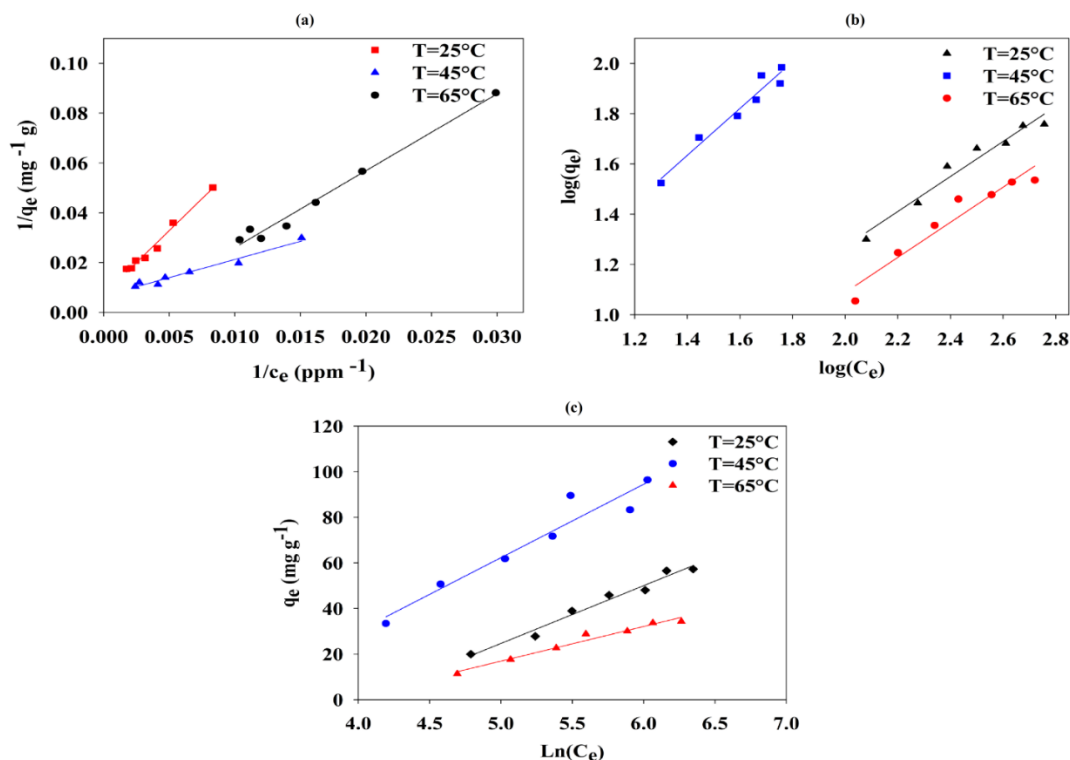 (a)
T=25°C
T=45°C
T=65°C
0.10
0.08
0.06
0.04
0.02
0.00
1/qe (mg -1 g)
0.000 0.005 0.010 0.015 0.020 0.025 0.030
1/ce (ppm -1)
(b)
T=25°C
T=45°C
T=65°C
2.0
1.8
1.6
1.4
1.2
1.0
log(qe)
1.2 1.4 1.6 1.8 2.0 2.2 2.4 2.6 2.8
log(Ce)
(c)
T=25°C
T=45°C
T=65°C
120
100
80
60
40
20
0
qe (mg g-1)
4.0 4.5 5.0 5.5 6.0 6.5 7.0
Ln(Ce)